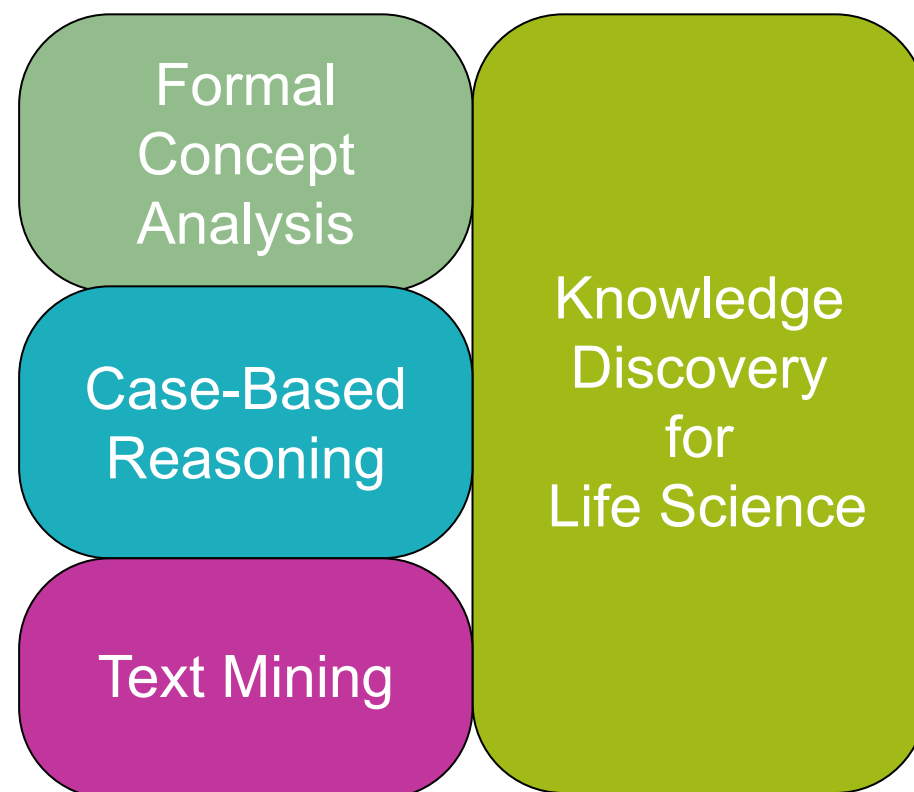 Formal
Concept
Analysis
Case-Based
Reasoning
Text Mining
Knowledge
Discovery
for
Life Science